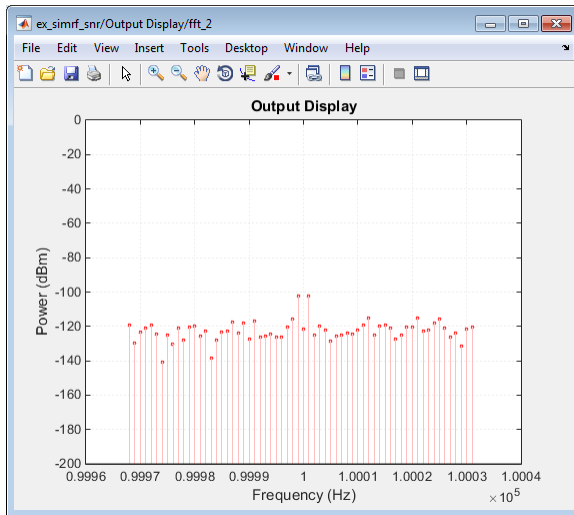 ex_simrf_snr/Output Display/fft_2
File Edit View Insert Tools Desktop Window Help
Output Display
0
-20
-40
-60
-80
-100
-120
-140
-160
-180
-200
Power (dBm)
0.9996 0.9997 0.9998 0.9999 1 1.0001 1.0002 1.0003 1.0004
Frequency (Hz)
×10^5